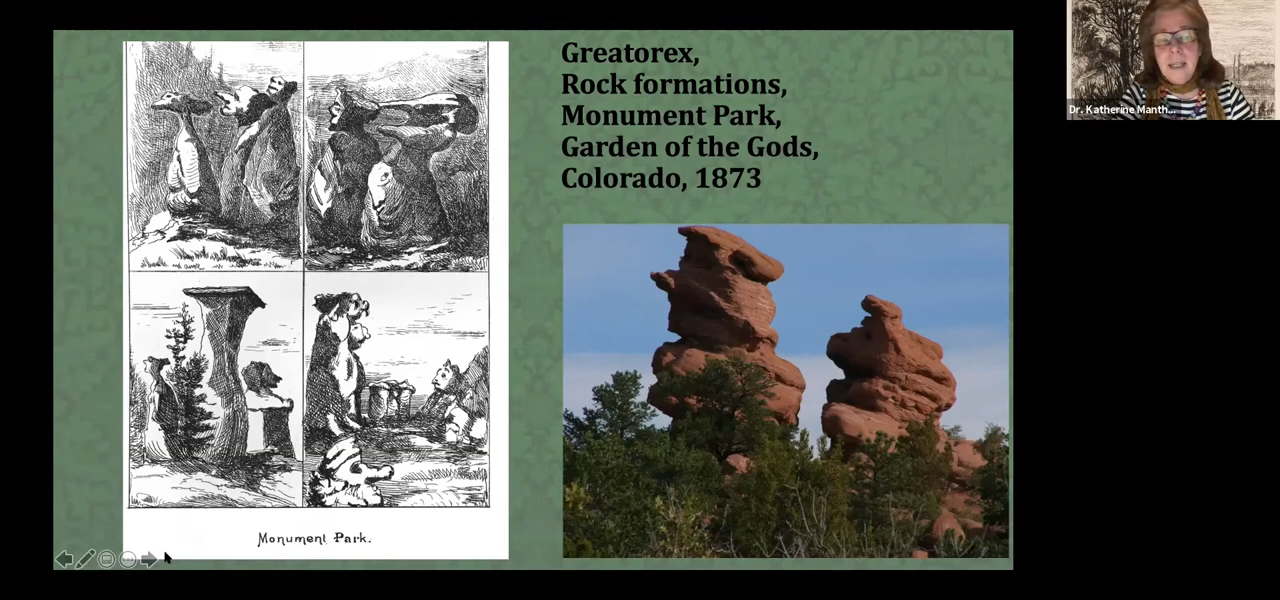 Greatorex,
Rock formations,
Monument Park,
Garden of the Gods,
Colorado, 1873
Dr. Katherine Manth...
Monument Park.